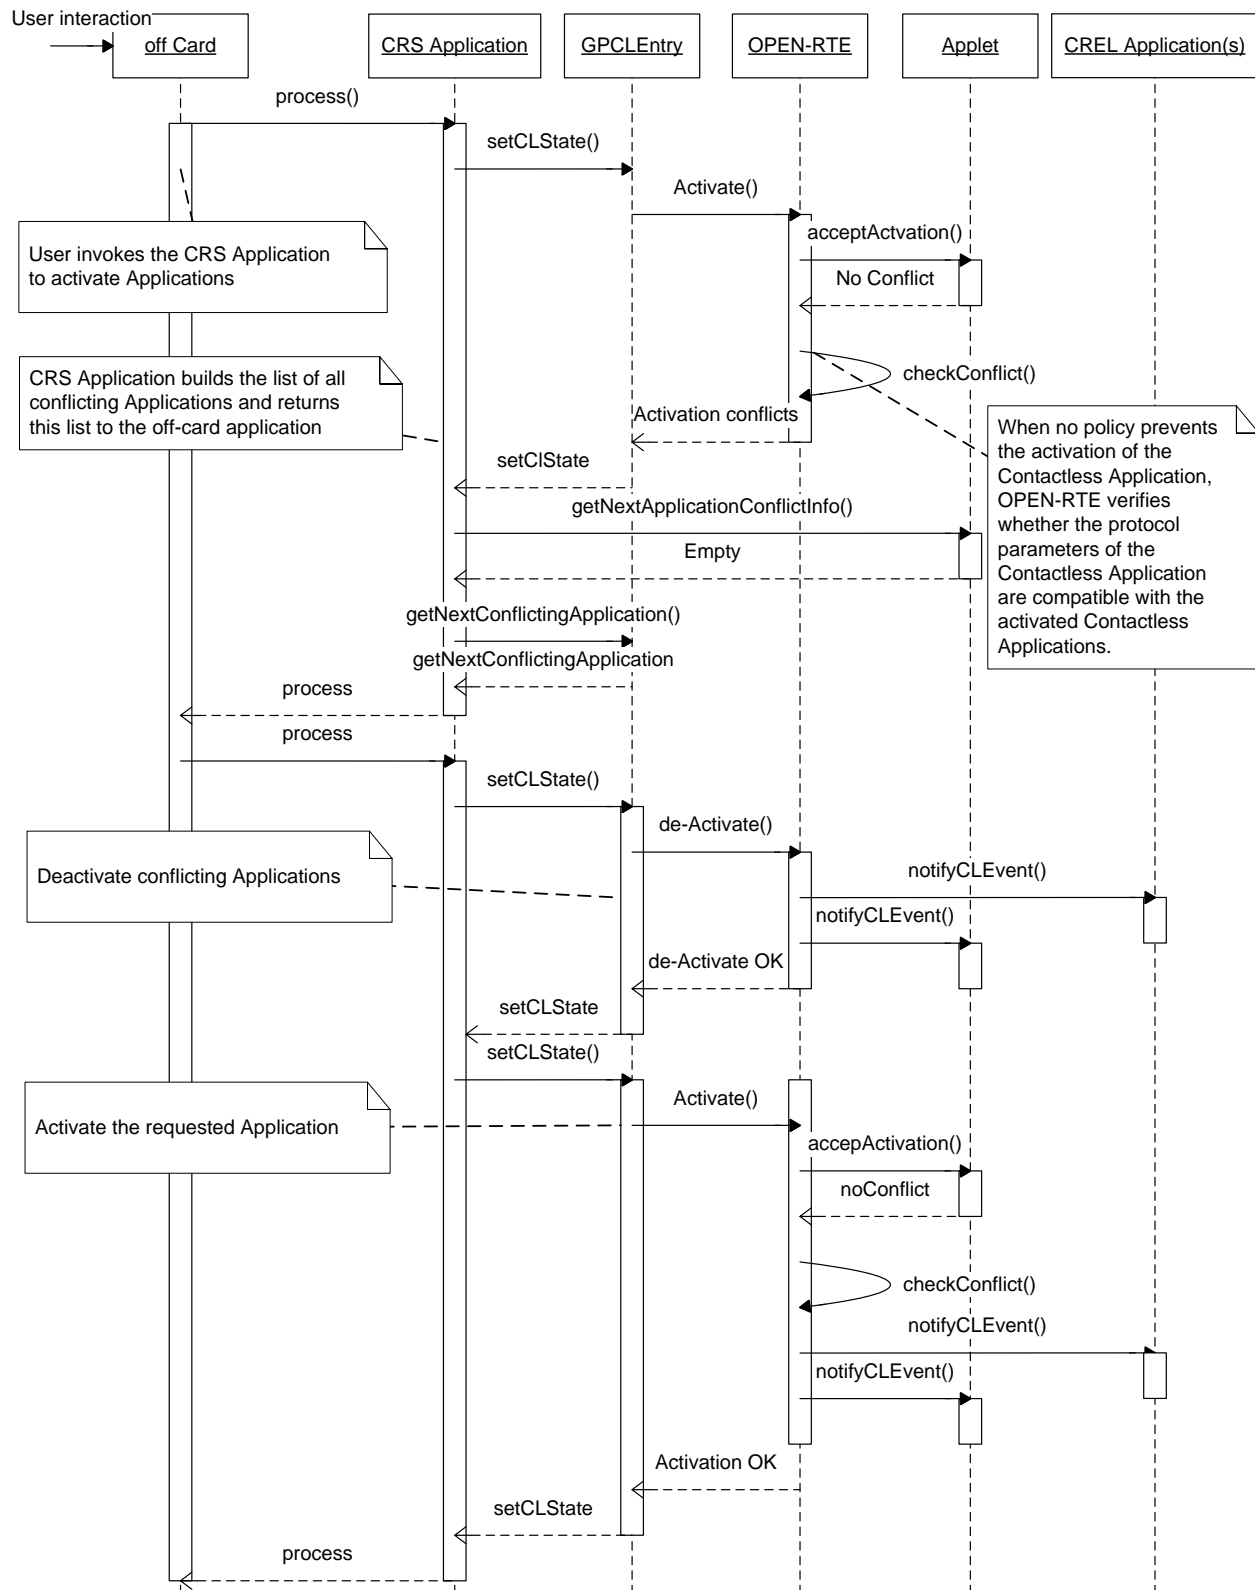 User interaction
off Card
CRS Application
GPCLEntry
OPEN-RTE
Applet
CREL Application(s)
process()
setCLState()
Activate()
acceptActvation()
No Conflict
User invokes the CRS Application
to activate Applications
checkConflict()
CRS Application builds the list of all
conflicting Applications and returns
this list to the off-card application
Activation conflicts
setClState
When no policy prevents
the activation of the
Contactless Application,
OPEN-RTE verifies
whether the protocol
parameters of the
Contactless Application
are compatible with the
activated Contactless
Applications.
getNextApplicationConflictInfo()
Empty
getNextConflictingApplication()
getNextConflictingApplication
process
process
setCLState()
de-Activate()
Deactivate conflicting Applications
notifyCLEvent()
notifyCLEvent()
de-Activate OK
setCLState
setCLState()
Activate()
Activate the requested Application
accepActivation()
noConflict
checkConflict()
notifyCLEvent()
notifyCLEvent()
Activation OK
setCLState
process